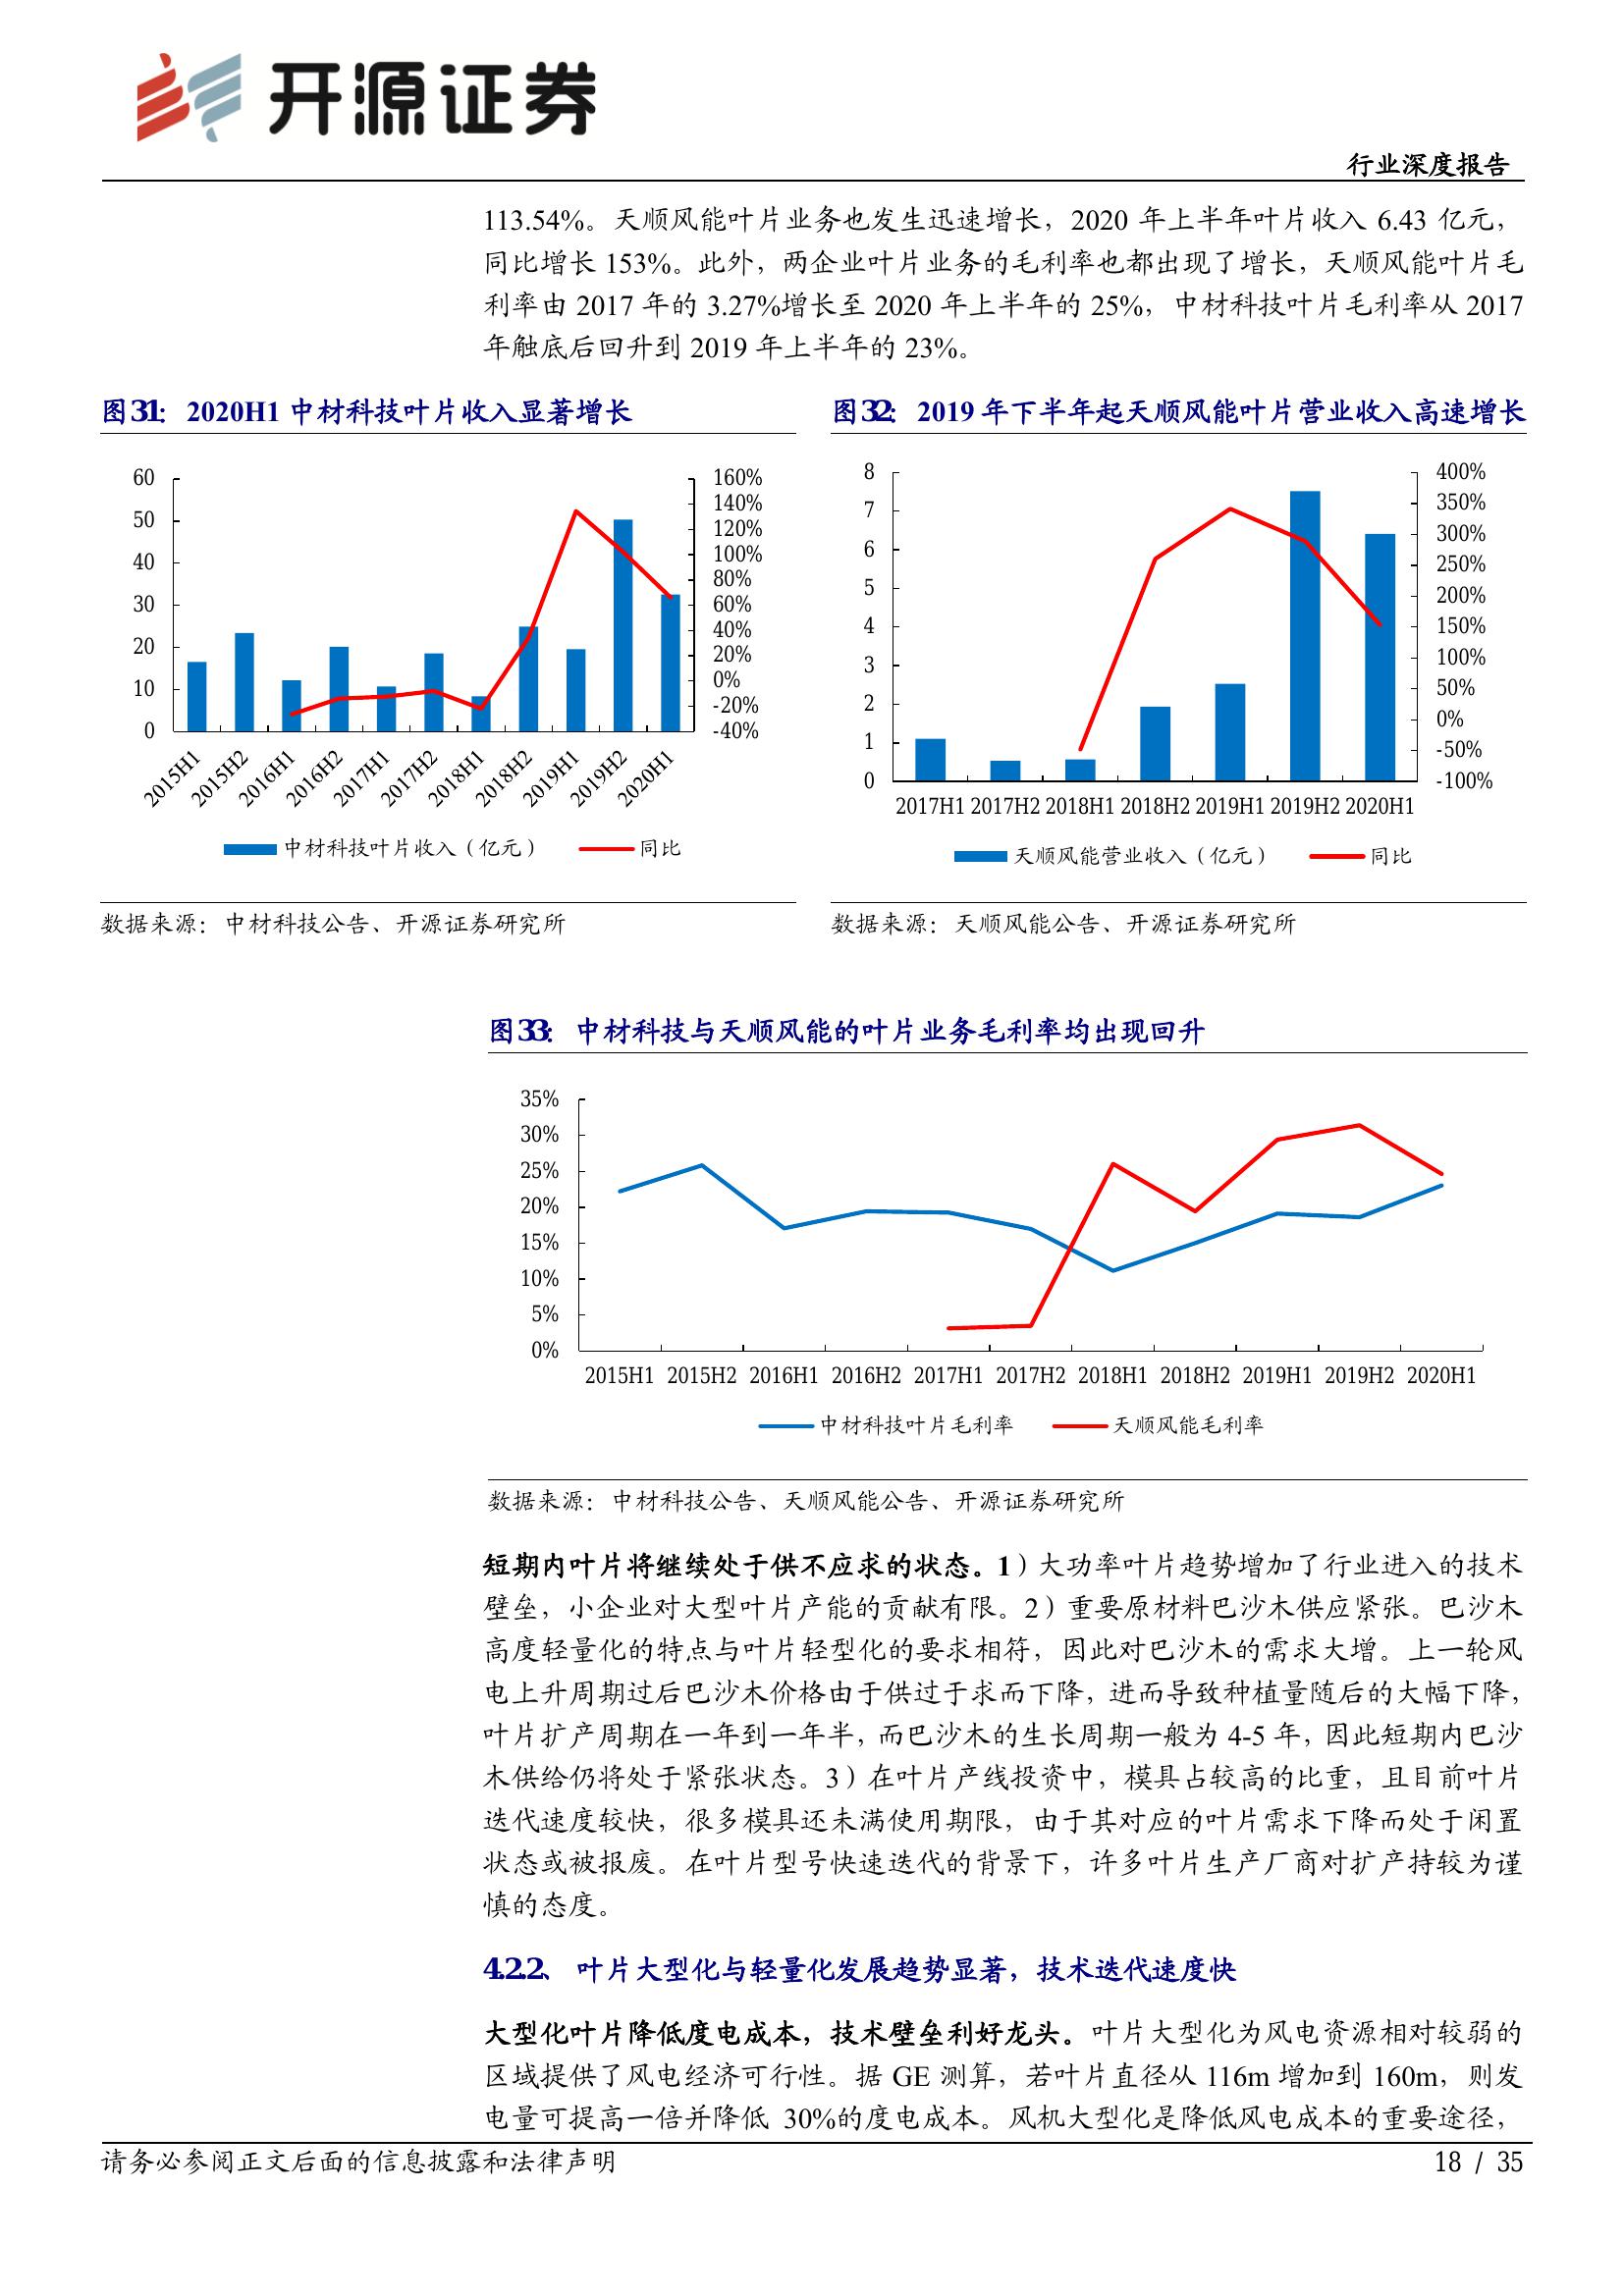 开源证券
行业深度报告
113.54%。天顺风能叶片业务也发生迅速增长，2020 年上半年叶片收入 6.43 亿元，
同比增长 153%。此外，两企业叶片业务的毛利率也都出现了增长，天顺风能叶片毛
利率由 2017 年的 3.27%增长至 2020 年上半年的 25%，中材科技叶片毛利率从 2017
年触底后回升到 2019 年上半年的 23%。
图31： 2020H1 中材科技叶片收入显著增长
60
50
40
30
20
10
0
160%
140%
120%
100%
80%
60%
40%
20%
0%
-20%
-40%
2015H1 2015H2 2016H1 2016H2 2017H1 2017H2 2018H1 2018H2 2019H1 2019H2 2020H1
中材科技叶片收入（亿元） 同比
数据来源：中材科技公告、开源证券研究所
图32： 2019 年下半年起天顺风能叶片营业收入高速增长
8
7
6
5
4
3
2
1
0
400%
350%
300%
250%
200%
150%
100%
50%
0%
-50%
-100%
2017H1 2017H2 2018H1 2018H2 2019H1 2019H2 2020H1
天顺风能营业收入（亿元） 同比
数据来源：天顺风能公告、开源证券研究所
图33： 中材科技与天顺风能的叶片业务毛利率均出现回升
35%
30%
25%
20%
15%
10%
5%
0%
2015H1 2015H2 2016H1 2016H2 2017H1 2017H2 2018H1 2018H2 2019H1 2019H2 2020H1
中材科技叶片毛利率 天顺风能毛利率
数据来源：中材科技公告、天顺风能公告、开源证券研究所
短期内叶片将继续处于供不应求的状态。1）大功率叶片趋势增加了行业进入的技术
壁垒，小企业对大型叶片产能的贡献有限。2）重要原材料巴沙木供应紧张。巴沙木
高度轻量化的特点与叶片轻型化的要求相符，因此对巴沙木的需求大增。上一轮风
电上升周期过后巴沙木价格由于供过于求而下降，进而导致种植量随后的大幅下降，
叶片扩产周期在一年到一年半，而巴沙木的生长周期一般为 4-5 年，因此短期内巴沙
木供给仍将处于紧张状态。3）在叶片产线投资中，模具占较高的比重，且目前叶片
迭代速度较快，很多模具还未满使用期限，由于其对应的叶片需求下降而处于闲置
状态或被报废。在叶片型号快速迭代的背景下，许多叶片生产厂商对扩产持较为谨
慎的态度。
4.2.2、 叶片大型化与轻量化发展趋势显著，技术迭代速度快
大型化叶片降低度电成本，技术壁垒利好龙头。叶片大型化为风电资源相对较弱的
区域提供了风电经济可行性。据 GE 测算，若叶片直径从 116m 增加到 160m，则发
电量可提高一倍并降低 30%的度电成本。风机大型化是降低风电成本的重要途径，
请务必参阅正文后面的信息披露和法律声明
18 / 35